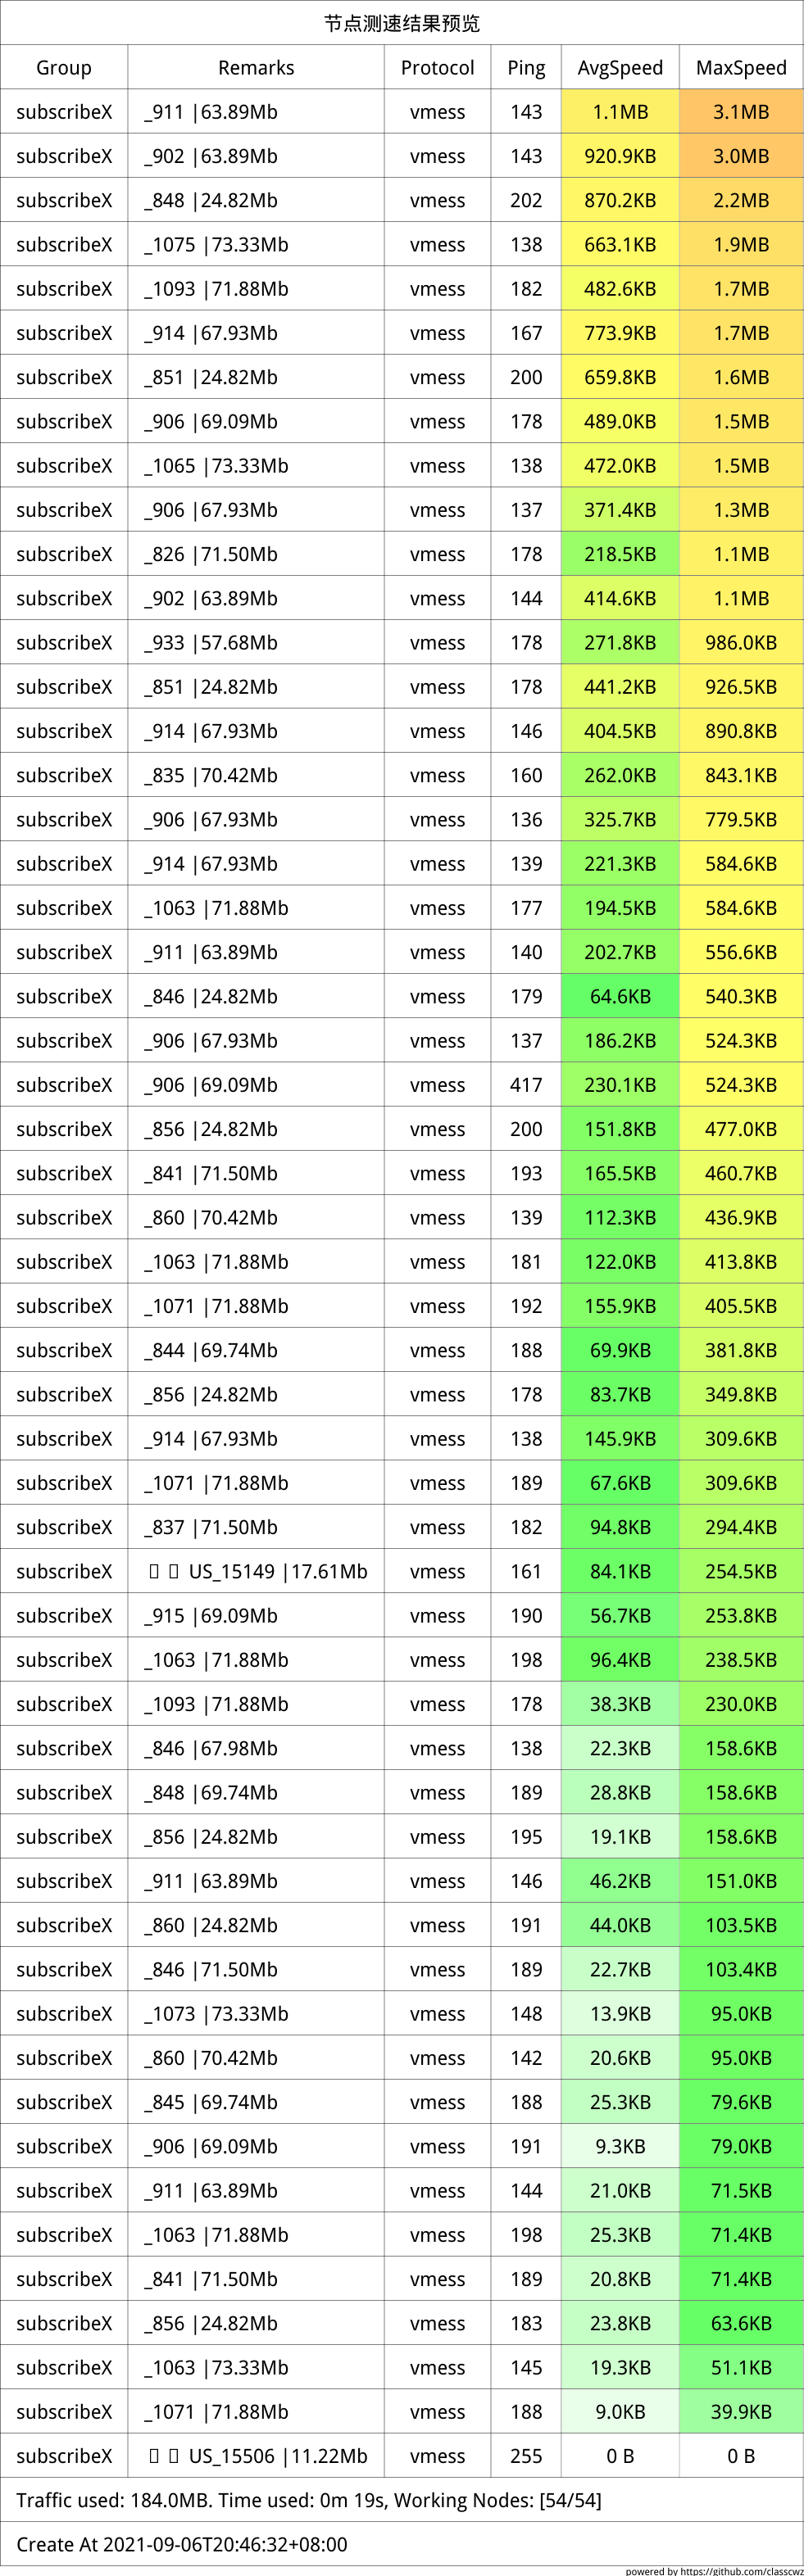 节点测速结果预览
Group Remarks Protocol Ping AvgSpeed MaxSpeed
subscribeX _911 |63.89Mb vmess 143 1.1MB 3.1MB
subscribeX _902 |63.89Mb vmess 143 920.9KB 3.0MB
subscribeX _848 |24.82Mb vmess 202 870.2KB 2.2MB
subscribeX _1075 |73.33Mb vmess 138 663.1KB 1.9MB
subscribeX _1093 |71.88Mb vmess 182 482.6KB 1.7MB
subscribeX _914 |67.93Mb vmess 167 773.9KB 1.7MB
subscribeX _851 |24.82Mb vmess 200 659.8KB 1.6MB
subscribeX _906 |69.09Mb vmess 178 489.0KB 1.5MB
subscribeX _1065 |73.33Mb vmess 138 472.0KB 1.5MB
subscribeX _906 |67.93Mb vmess 137 371.4KB 1.3MB
subscribeX _826 |71.50Mb vmess 178 218.5KB 1.1MB
subscribeX _902 |63.89Mb vmess 144 414.6KB 1.1MB
subscribeX _933 |57.68Mb vmess 178 271.8KB 986.0KB
subscribeX _851 |24.82Mb vmess 178 441.2KB 926.5KB
subscribeX _914 |67.93Mb vmess 146 404.5KB 890.8KB
subscribeX _835 |70.42Mb vmess 160 262.0KB 843.1KB
subscribeX _906 |67.93Mb vmess 136 325.7KB 779.5KB
subscribeX _914 |67.93Mb vmess 139 221.3KB 584.6KB
subscribeX _1063 |71.88Mb vmess 177 194.5KB 584.6KB
subscribeX _911 |63.89Mb vmess 140 202.7KB 556.6KB
subscribeX _846 |24.82Mb vmess 179 64.6KB 540.3KB
subscribeX _906 |67.93Mb vmess 137 186.2KB 524.3KB
subscribeX _906 |69.09Mb vmess 417 230.1KB 524.3KB
subscribeX _856 |24.82Mb vmess 200 151.8KB 477.0KB
subscribeX _841 |71.50Mb vmess 193 165.5KB 460.7KB
subscribeX _860 |70.42Mb vmess 139 112.3KB 436.9KB
subscribeX _1063 |71.88Mb vmess 181 122.0KB 413.8KB
subscribeX _1071 |71.88Mb vmess 192 155.9KB 405.5KB
subscribeX _844 |69.74Mb vmess 188 69.9KB 381.8KB
subscribeX _856 |24.82Mb vmess 178 83.7KB 349.8KB
subscribeX _914 |67.93Mb vmess 138 145.9KB 309.6KB
subscribeX _1071 |71.88Mb vmess 189 67.6KB 309.6KB
subscribeX _837 |71.50Mb vmess 182 94.8KB 294.4KB
subscribeX US_15149 |17.61Mb vmess 161 84.1KB 254.5KB
subscribeX _915 |69.09Mb vmess 190 56.7KB 253.8KB
subscribeX _1063 |71.88Mb vmess 198 96.4KB 238.5KB
subscribeX _1093 |71.88Mb vmess 178 38.3KB 230.0KB
subscribeX _846 |67.98Mb vmess 138 22.3KB 158.6KB
subscribeX _848 |69.74Mb vmess 189 28.8KB 158.6KB
subscribeX _856 |24.82Mb vmess 195 19.1KB 158.6KB
subscribeX _911 |63.89Mb vmess 146 46.2KB 151.0KB
subscribeX _860 |24.82Mb vmess 191 44.0KB 103.5KB
subscribeX _846 |71.50Mb vmess 189 22.7KB 103.4KB
subscribeX _1073 |73.33Mb vmess 148 13.9KB 95.0KB
subscribeX _860 |70.42Mb vmess 142 20.6KB 95.0KB
subscribeX _845 |69.74Mb vmess 188 25.3KB 79.6KB
subscribeX _906 |69.09Mb vmess 191 9.3KB 79.0KB
subscribeX _911 |63.89Mb vmess 144 21.0KB 71.5KB
subscribeX _1063 |71.88Mb vmess 198 25.3KB 71.4KB
subscribeX _841 |71.50Mb vmess 189 20.8KB 71.4KB
subscribeX _856 |24.82Mb vmess 183 23.8KB 63.6KB
subscribeX _1063 |73.33Mb vmess 145 19.3KB 51.1KB
subscribeX _1071 |71.88Mb vmess 188 9.0KB 39.9KB
subscribeX US_15506 |11.22Mb vmess 255 0 B 0 B
Traffic used: 184.0MB. Time used: 0m 19s, Working Nodes: [54/54]
Create At 2021-09-06T20:46:32+08:00
powered by https://github.com/classcwz